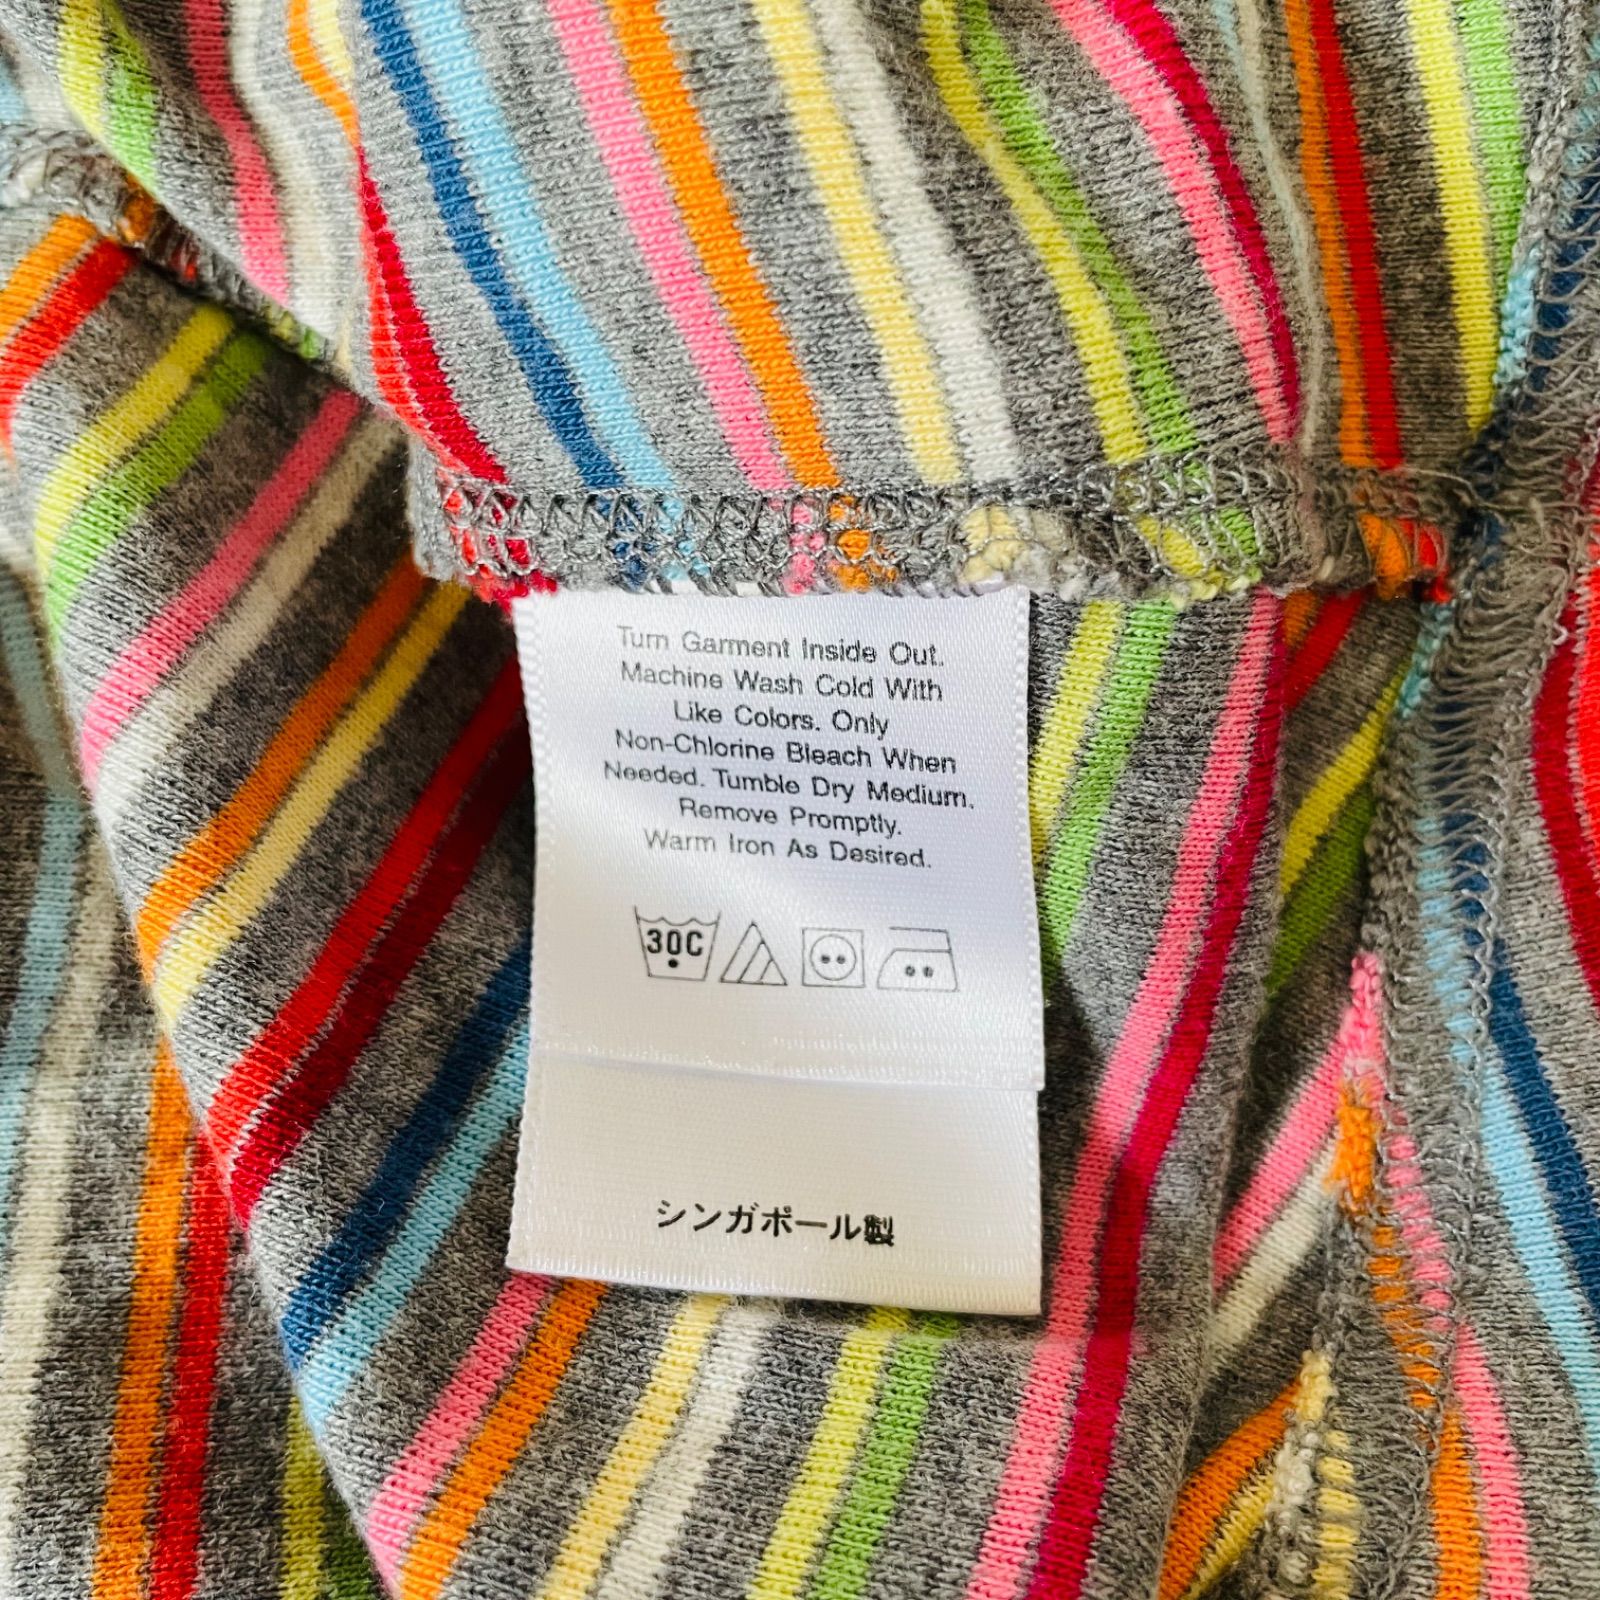 Turn Garment Inside Out.
Machine Wash Cold With
Like Colors. Only
Non-Chlorine Bleach When
Needed. Tumble Dry Medium.
Remove Promptly.
Warm Iron As Desired.
30C
シンガポール製